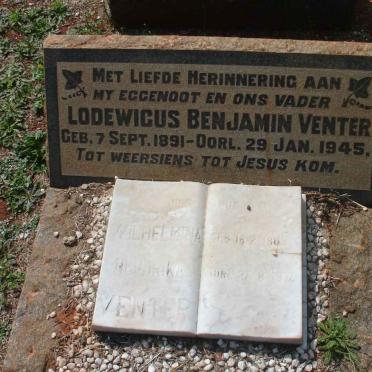 MET LIEFDE HERINNERING AAN
MY EGGENOOT EN ONS VADER
LODEWICUS BENJAMIN VENTER
GEB. 7 SEPT. 1891-OORL. 29 JAN. 1945.
TOT WEERSIENS TOT JESUS KOM.
WILHELMINA
VENTER